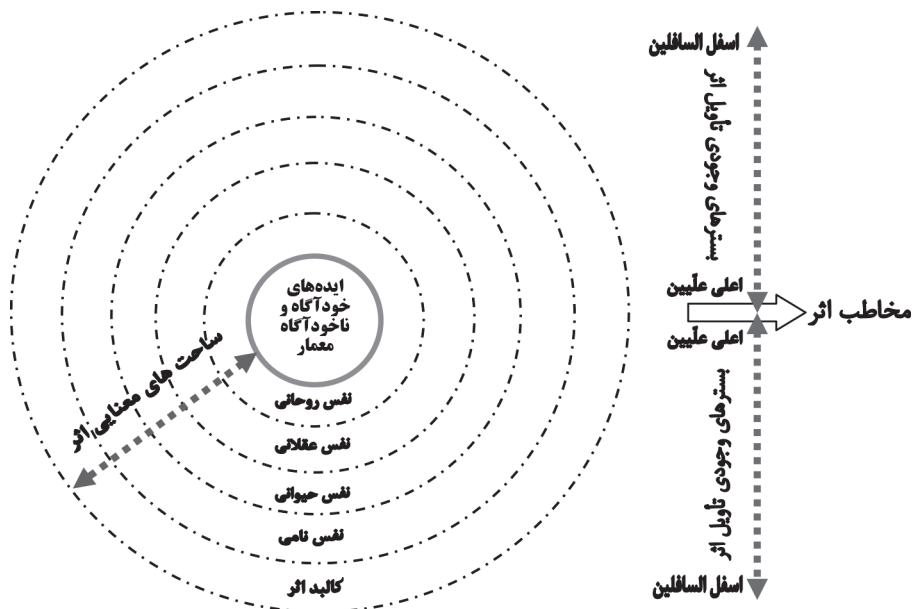 اسفل السافلین
بسترهای وجودی تأویل اثر
اعلی علّیین
مخاطب اثر
اعلی علّیین
بسترهای وجودی تأویل اثر
اسفل السافلین
ایده‌های
خودآگاه و
ناخودآگاه
معمار
ساحت های معنایی اثر
نفس روحانی
نفس عقلانی
نفس حیوانی
نفس نامی
کالبد اثر